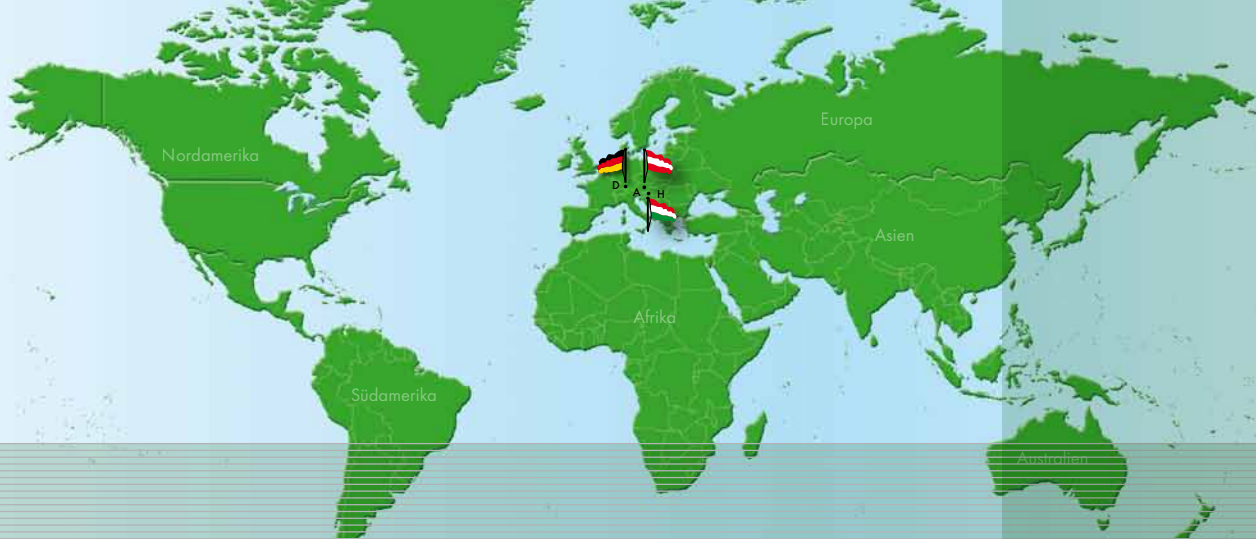 Europa
Nordamerika
D
A
H
Asien
Afrika
Südamerika
Australien